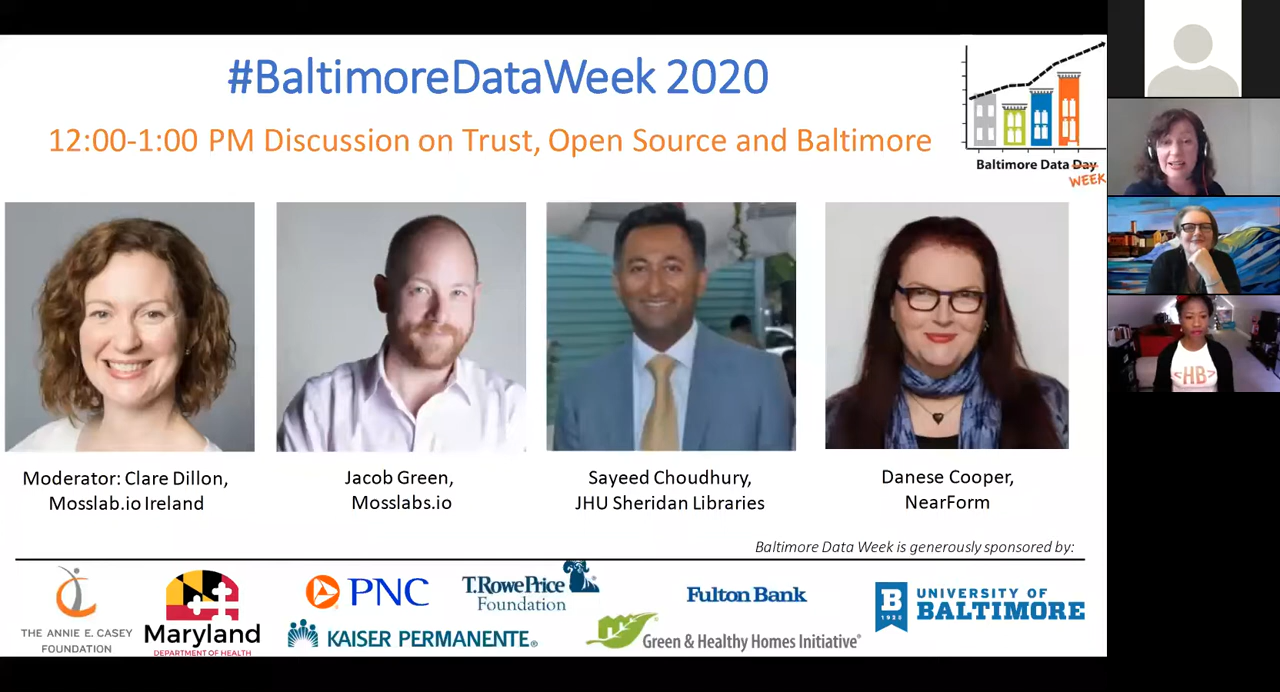 #BaltimoreDataWeek 2020
12:00-1:00 PM Discussion on Trust, Open Source and Baltimore
Baltimore Data Day
WEEK
Moderator: Clare Dillon,
Mosslab.io Ireland
Jacob Green,
Mosslabs.io
Sayeed Choudhury,
JHU Sheridan Libraries
Danese Cooper,
NearForm
Baltimore Data Week is generously sponsored by:
THE ANNIE E. CASEY
FOUNDATION
Maryland
DEPARTMENT OF HEALTH
PNC
KAISER PERMANENTE®
T.RowePrice
Foundation
Fulton Bank
Green & Healthy Homes Initiative®
B
1925
UNIVERSITY OF
BALTIMORE
<HB>